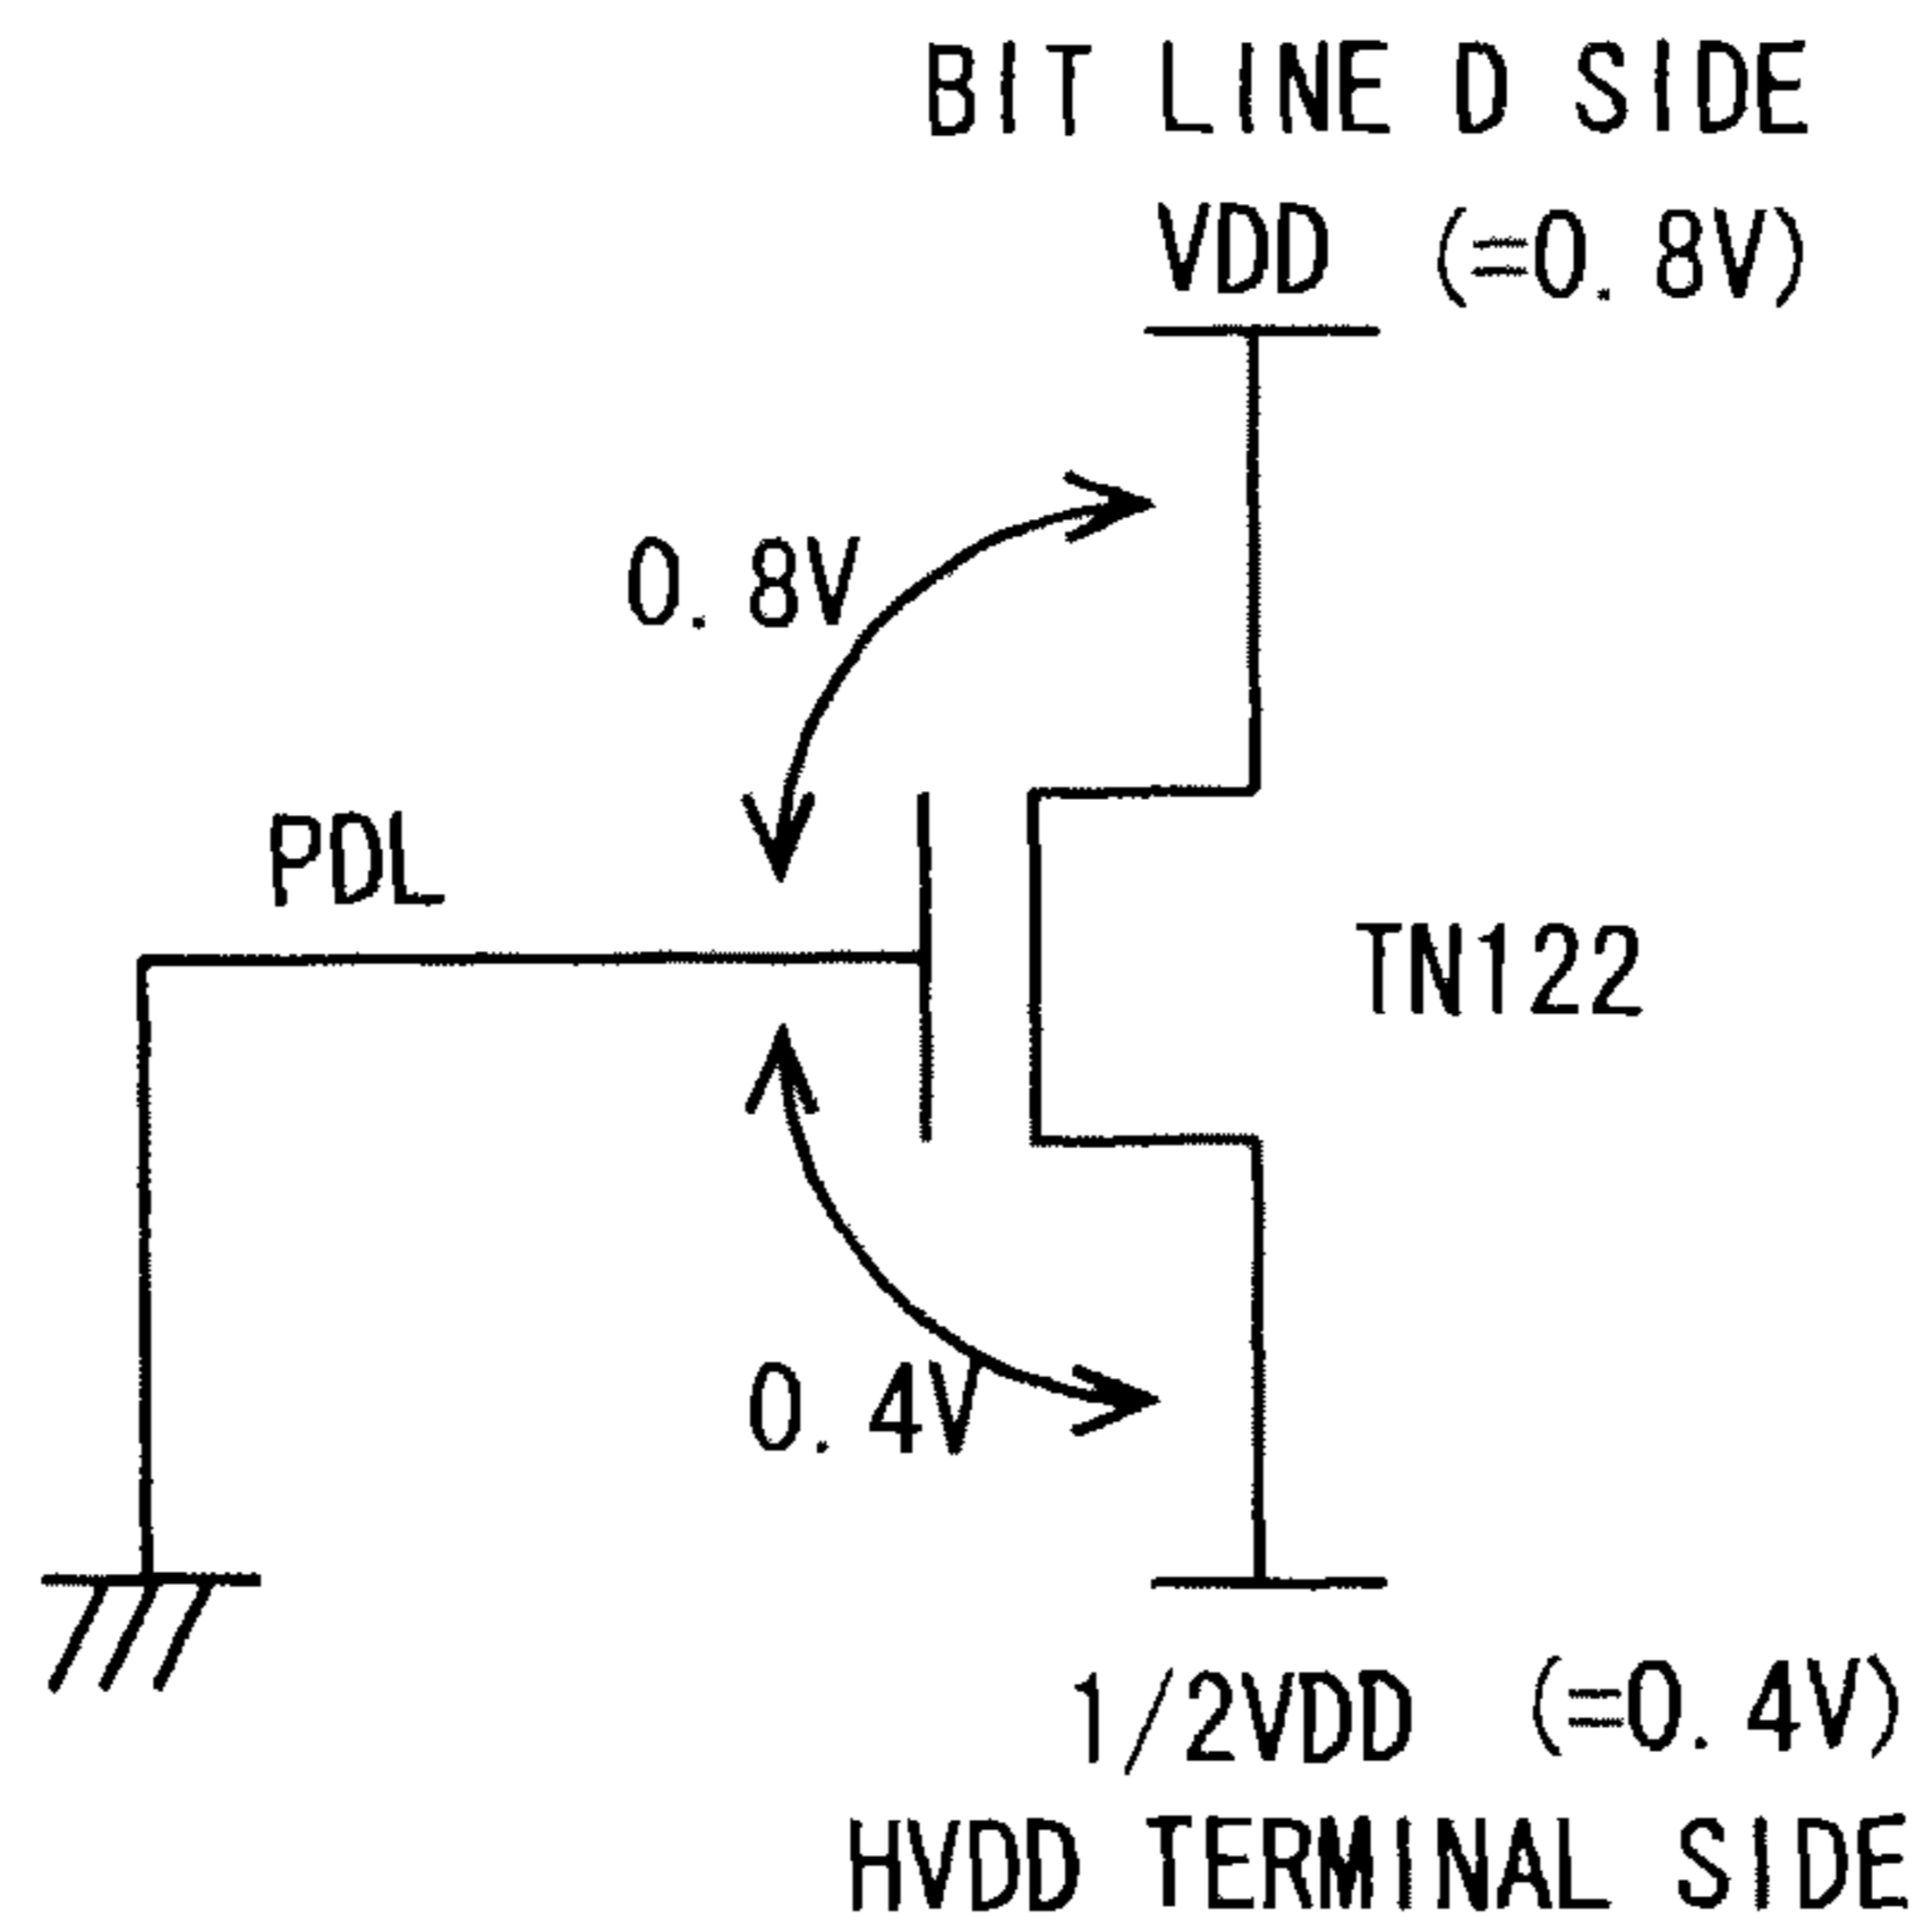 BIT LINE D SIDE
VDD (=0.8V)
0.8V
PDL
TN122
0.4V
1/2VDD (=0.4V)
HVDD TERMINAL SIDE